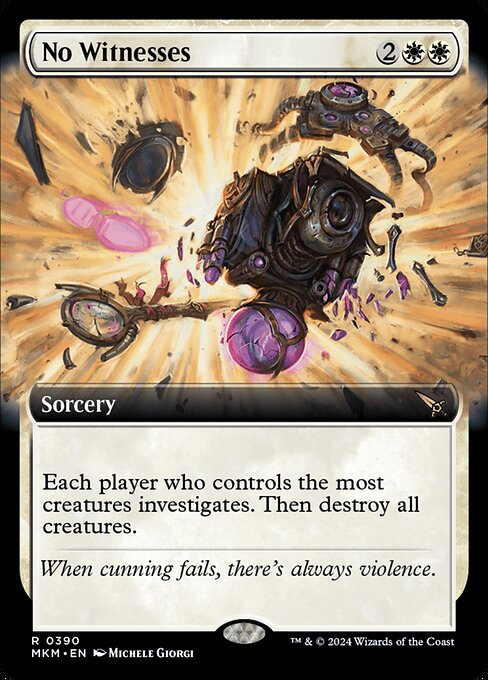 No Witnesses 2
Sorcery
Each player who controls the most
creatures investigates. Then destroy all
creatures.
When cunning fails, there's always violence.
R 0390
MKM • EN Michele Giorgi
™ & © 2024 Wizards of the Coast